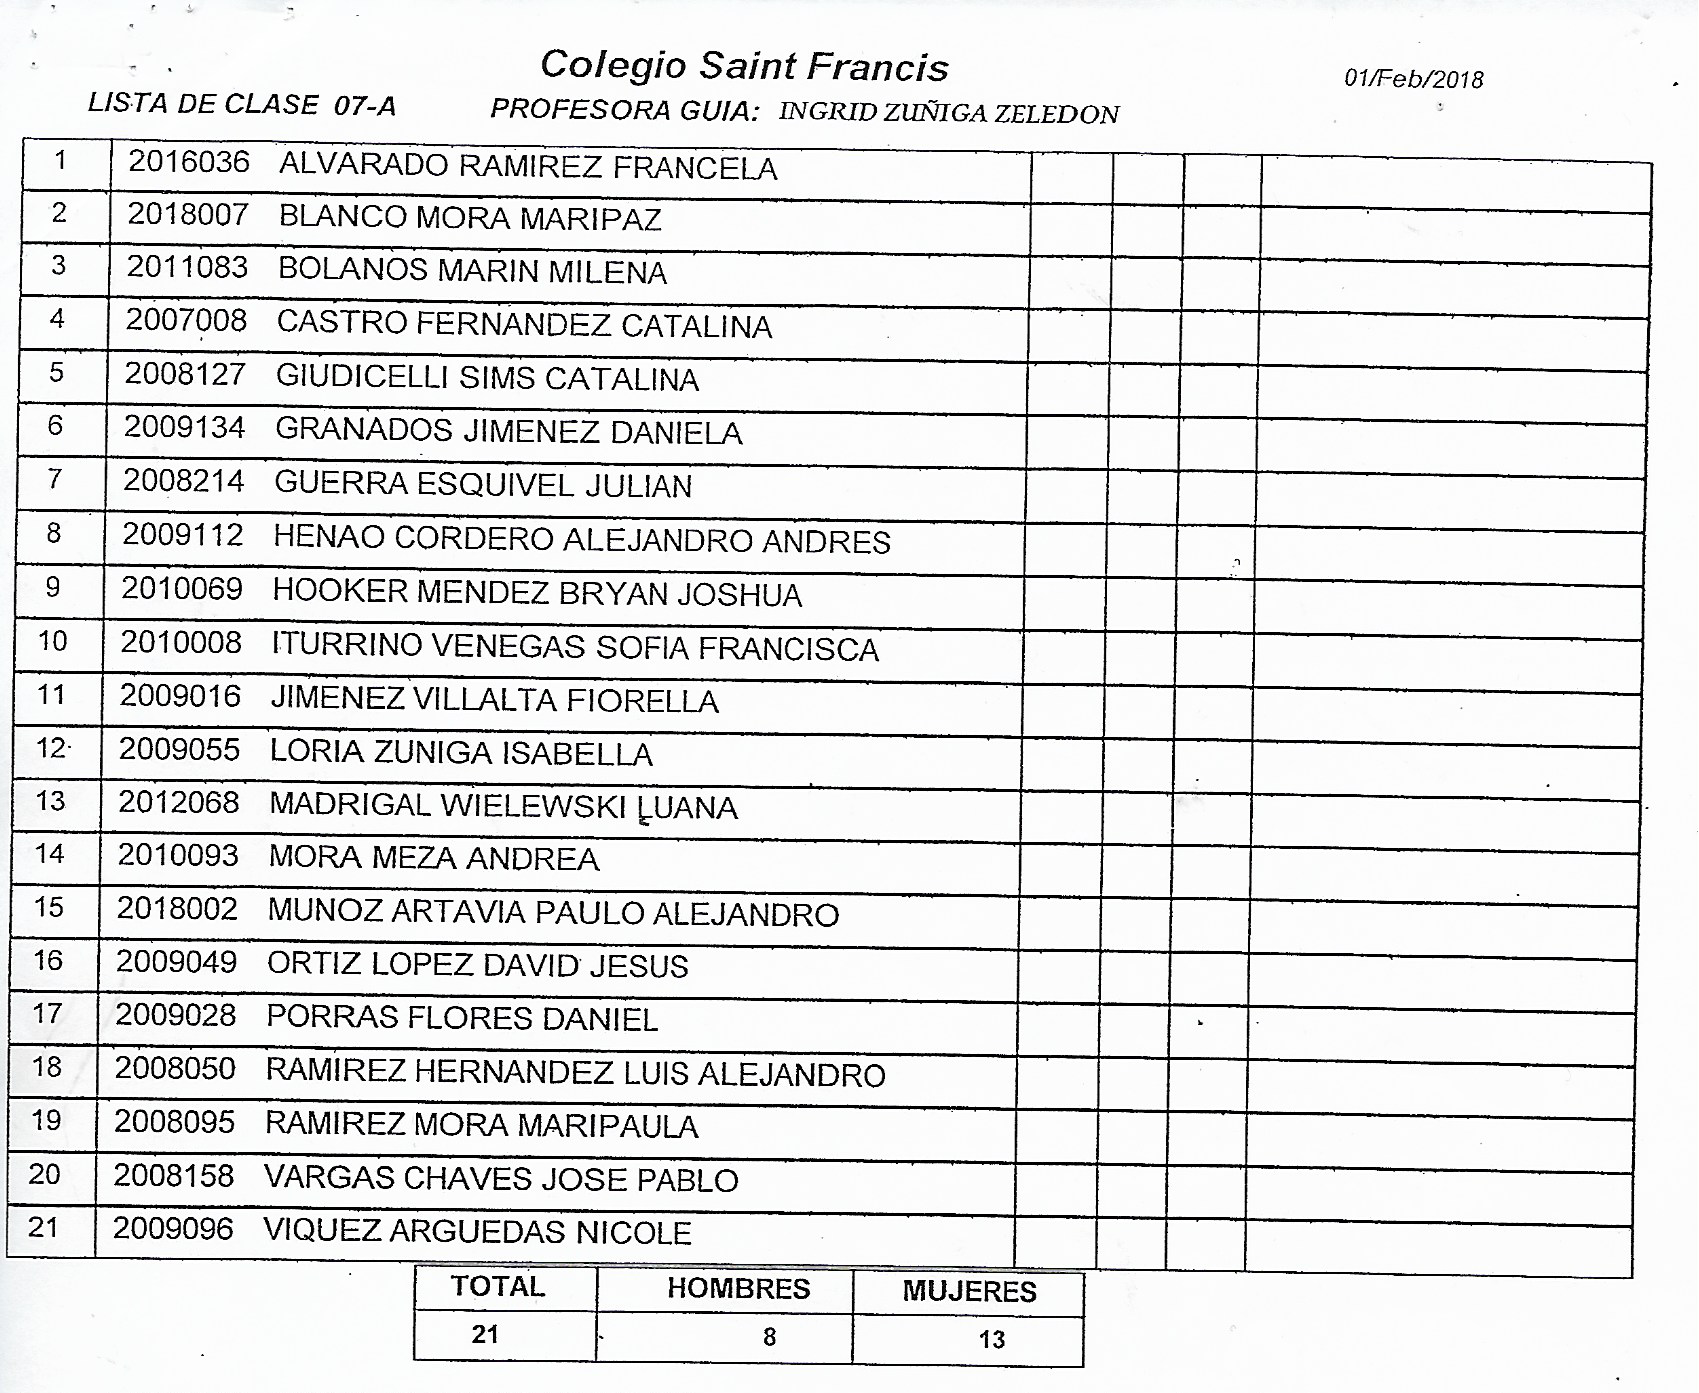 Colegio Saint Francis
01/Feb/2018
LISTA DE CLASE 07-A PROFESORA GUIA: INGRID ZUÑIGA ZELEDON
1 2016036 ALVARADO RAMIREZ FRANCELA
2 2018007 BLANCO MORA MARIPAZ
3 2011083 BOLANOS MARIN MILENA
4 2007008 CASTRO FERNANDEZ CATALINA
5 2008127 GIUDICELLI SIMS CATALINA
6 2009134 GRANADOS JIMENEZ DANIELA
7 2008214 GUERRA ESQUIVEL JULIAN
8 2009112 HENAO CORDERO ALEJANDRO ANDRES
9 2010069 HOOKER MENDEZ BRYAN JOSHUA
10 2010008 ITURRINO VENEGAS SOFIA FRANCISCA
11 2009016 JIMENEZ VILLALTA FIORELLA
12 2009055 LORIA ZUNIGA ISABELLA
13 2012068 MADRIGAL WIELEWSKI LUANA
14 2010093 MORA MEZA ANDREA
15 2018002 MUNOZ ARTAVIA PAULO ALEJANDRO
16 2009049 ORTIZ LOPEZ DAVID JESUS
17 2009028 PORRAS FLORES DANIEL
18 2008050 RAMIREZ HERNANDEZ LUIS ALEJANDRO
19 2008095 RAMIREZ MORA MARIPAULA
20 2008158 VARGAS CHAVES JOSE PABLO
21 2009096 VIQUEZ ARGUEDAS NICOLE
TOTAL HOMBRES MUJERES
21 8 13